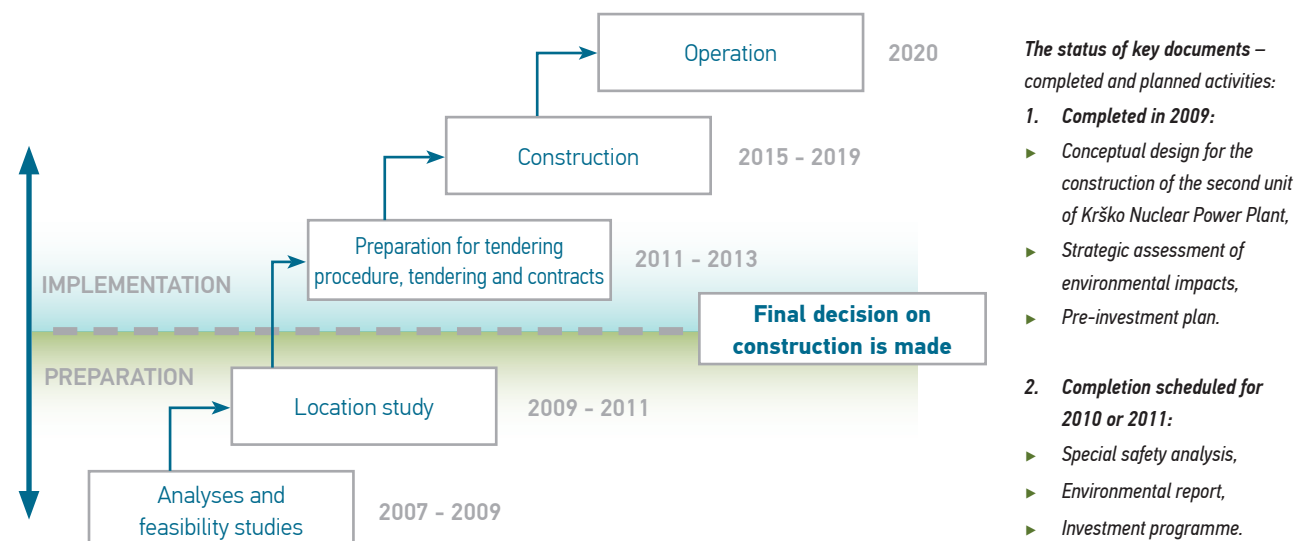 Operation
2020
Construction
2015 - 2019
Preparation for tendering
procedure, tendering and contracts
2011 - 2013
IMPLEMENTATION
Final decision on
construction is made
PREPARATION
Location study
2009 - 2011
Analyses and
feasibility studies
2007 - 2009
The status of key documents –
completed and planned activities:
1. Completed in 2009:
► Conceptual design for the
construction of the second unit
of Krško Nuclear Power Plant,
► Strategic assessment of
environmental impacts,
► Pre-investment plan.
2. Completion scheduled for
2010 or 2011:
► Special safety analysis,
► Environmental report,
► Investment programme.